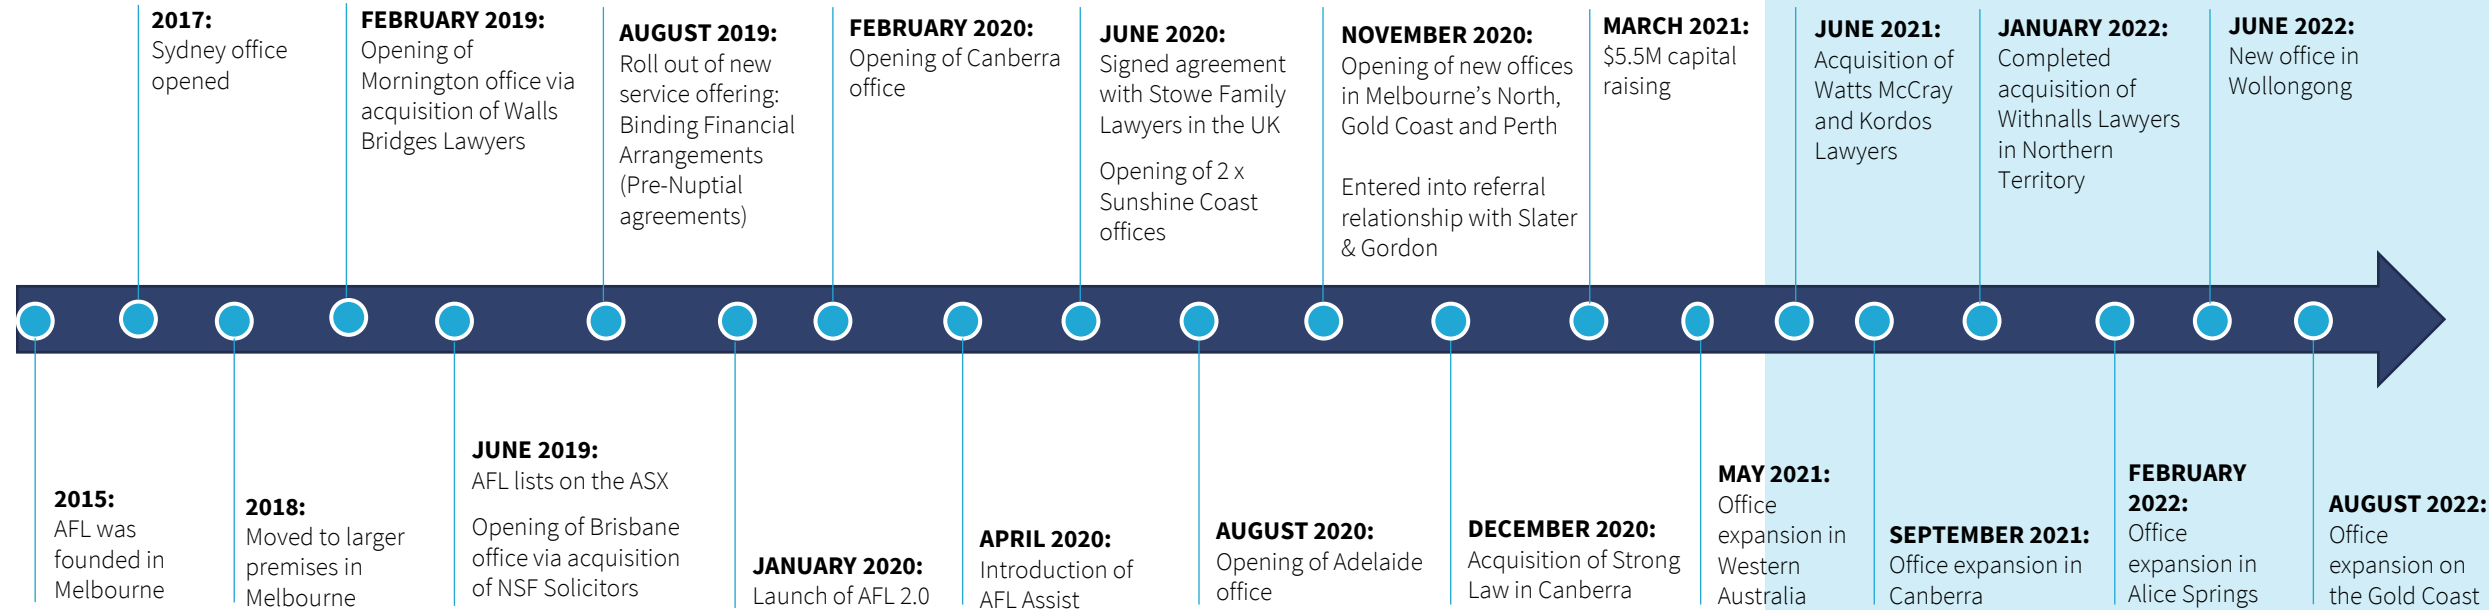 2017:
Sydney office
opened
FEBRUARY 2019:
Opening of
Mornington office via
acquisition of Walls
Bridges Lawyers
AUGUST 2019:
Roll out of new
service offering:
Binding Financial
Arrangements
(Pre-Nuptial
agreements)
FEBRUARY 2020:
Opening of Canberra
office
JUNE 2020:
Signed agreement
with Stowe Family
Lawyers in the UK
Opening of 2 x
Sunshine Coast
offices
NOVEMBER 2020:
Opening of new offices
in Melbourne's North,
Gold Coast and Perth
Entered into referral
relationship with Slater
& Gordon
MARCH 2021:
$5.5M capital
raising
JUNE 2021:
Acquisition of
Watts McCray
and Kordos
Lawyers
JANUARY 2022:
Completed
acquisition of
Withnalls Lawyers
in Northern
Territory
JUNE 2022:
New office in
Wollongong
2015:
AFL was
founded in
Melbourne
2018:
Moved to larger
premises in
Melbourne
JUNE 2019:
AFL lists on the ASX
Opening of Brisbane
office via acquisition
of NSF Solicitors
JANUARY 2020:
Launch of AFL 2.0
APRIL 2020:
Introduction of
AFL Assist
AUGUST 2020:
Opening of Adelaide
office
DECEMBER 2020:
Acquisition of Strong
Law in Canberra
MAY 2021:
Office
expansion in
Western
Australia
SEPTEMBER 2021:
Office expansion in
Canberra
FEBRUARY
2022:
Office
expansion in
Alice Springs
AUGUST 2022:
Office
expansion on
the Gold Coast